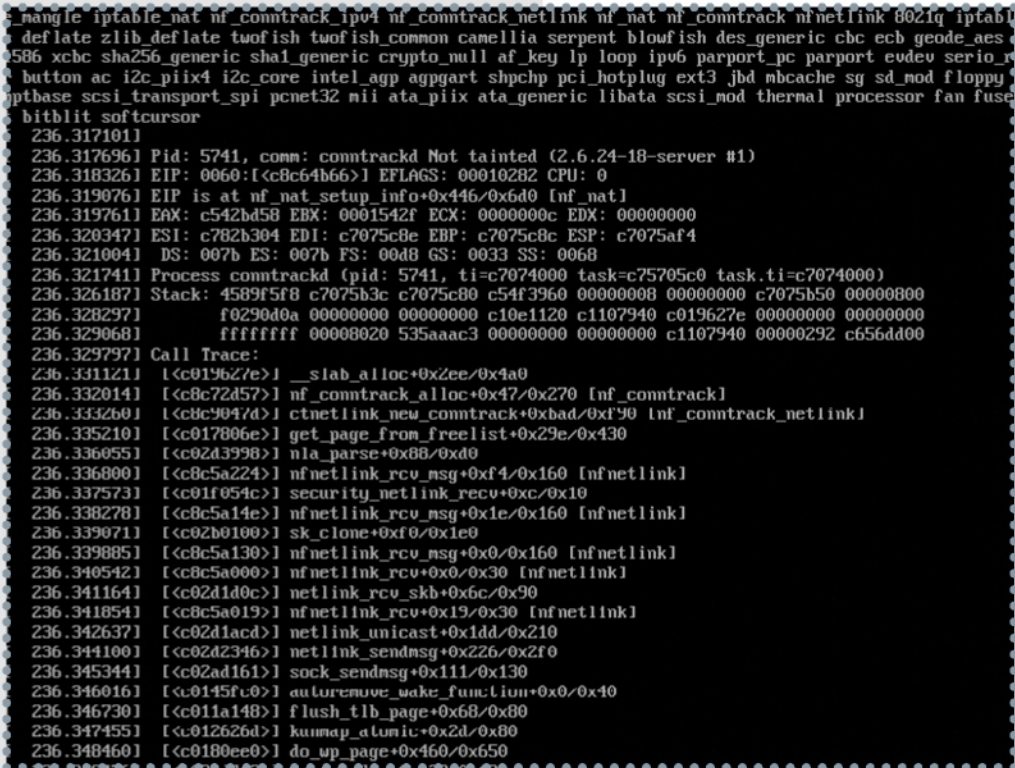 _mangle iptable_nat nf_conntrack_ipv4 nf_conntrack_netlink nf_nat nf_conntrack nfnetlink 8021q iptabl
deflate zlib_deflate twofish twofish_common camellia serpent blowfish des_generic cbc ecb geode_aes
586 xcbc sha256_generic sha1_generic crypto_null af_key lp loop ipv6 parport_pc parport evdev serio_r
button ac i2c_piix4 i2c_core intel_agp agpgart shpchp pci_hotplug ext3 jbd mbcache sg sd_mod floppy
ptbase scsi_transport_spi pcnet32 mii ata_piix ata_generic libata scsi_mod thermal processor fan fuse
bitblit softcursor
236.317101]
236.317696] Pid: 5741, comm: conntrackd Not tainted (2.6.24-18-server #1)
236.318326] EIP: 0060:[<c8c64b66>] EFLAGS: 00010282 CPU: 0
236.319076] EIP is at nf_nat_setup_info+0x446/0x6d0 [nf_nat]
236.319761] EAX: c542bd58 EBX: 0001542f ECX: 0000000c EDX: 00000000
236.320347] ESI: c782b304 EDI: c7075c8e EBP: c7075c8c ESP: c7075af4
236.321004] DS: 007b ES: 007b FS: 00d8 GS: 0033 SS: 0068
236.321741] Process conntrackd (pid: 5741, ti=c7074000 task=c75705c0 task.ti=c7074000)
236.326187] Stack: 4589f5f8 c7075b3c c7075c80 c54f3960 00000008 00000000 c7075b50 00000800
236.328297] f0290d0a 00000000 00000000 c10e1120 c1107940 c019627e 00000000 00000000
236.329068] ffffffff 00008020 535aaac3 00000000 00000000 c1107940 00000292 c656dd00
236.329797] Call Trace:
236.331121] [<c019627e>] __slab_alloc+0x2ee/0x4a0
236.332014] [<c8c72d57>] nf_conntrack_alloc+0x47/0x270 [nf_conntrack]
236.333260] [<c8c9047d>] ctnetlink_new_conntrack+0xbad/0xf90 [nf_conntrack_netlink]
236.335210] [<c017806e>] get_page_from_freelist+0x29e/0x430
236.336055] [<c02d3998>] nla_parse+0x88/0xd0
236.336800] [<c8c5a224>] nfnetlink_rcv_msg+0xf4/0x160 [nfnetlink]
236.337573] [<c01f054c>] security_netlink_recv+0xc/0x10
236.338278] [<c8c5a14e>] nfnetlink_rcv_msg+0x1e/0x160 [nfnetlink]
236.339071] [<c02b0100>] sk_clone+0xf0/0x1e0
236.339885] [<c8c5a130>] nfnetlink_rcv_msg+0x0/0x160 [nfnetlink]
236.340542] [<c8c5a000>] nfnetlink_rcv+0x0/0x30 [nfnetlink]
236.341164] [<c02d1d0c>] netlink_rcv_skb+0x6c/0x90
236.341854] [<c8c5a019>] nfnetlink_rcv+0x19/0x30 [nfnetlink]
236.342637] [<c02d1acd>] netlink_unicast+0x1dd/0x210
236.344100] [<c02d2346>] netlink_sendmsg+0x226/0x2f0
236.345344] [<c02ad161>] sock_sendmsg+0x111/0x130
236.346016] [<c0145fc0>] autoremove_wake_function+0x0/0x40
236.346730] [<c011a148>] flush_tlb_page+0x68/0x80
236.347455] [<c012626d>] kunmap_atomic+0x2d/0x80
236.348460] [<c0180ee0>] do_wp_page+0x460/0x650